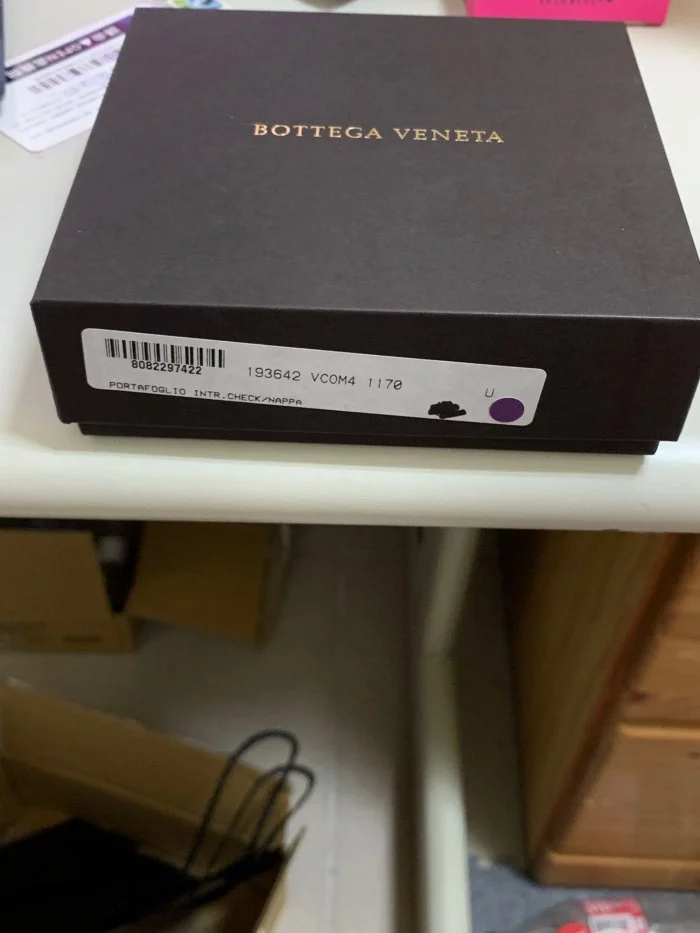 BOTTEGA VENETA
8082297422
193642 VCOM4 1170
U
PORTAFOGLIO INTR.CHECK/NAPPA